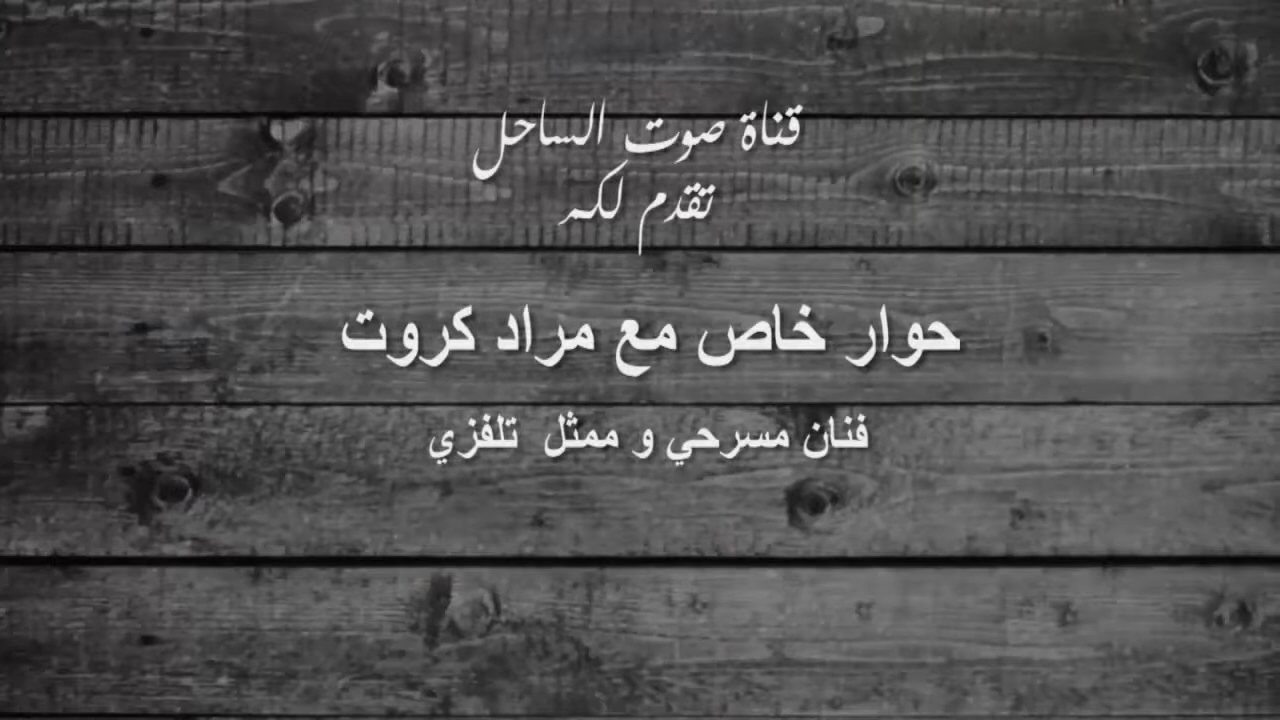 قناة صوت الساحل
تقدم لكم
حوار خاص مع مراد كروت
فنان مسرحي و ممثل تلفزي